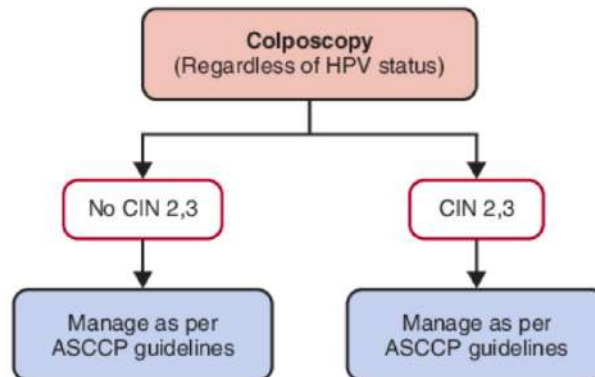 Colposcopy
(Regardless of HPV status)
No CIN 2,3
CIN 2,3
Manage as per
ASCCP guidelines
Manage as per
ASCCP guidelines